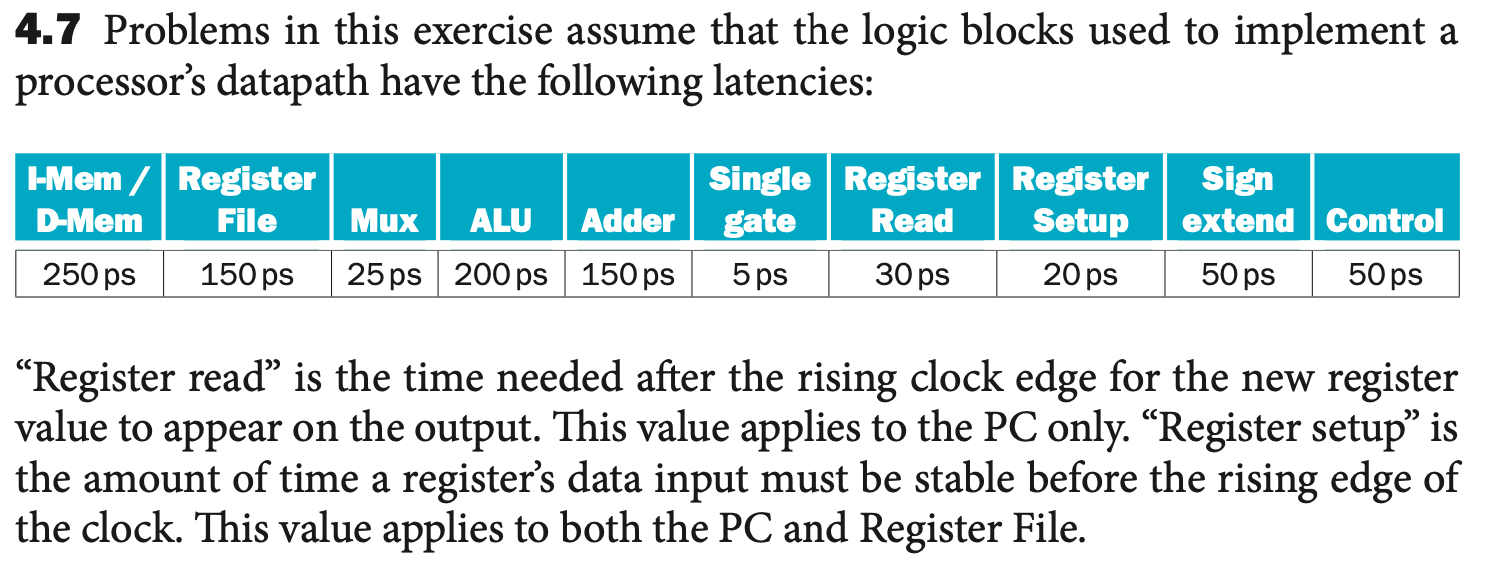 4.7 Problems in this exercise assume that the logic blocks used to implement a
processor’s datapath have the following latencies:
I-Mem / D-Mem Register File Mux ALU Adder Single gate Register Read Register Setup Sign extend Control
250 ps 150 ps 25 ps 200 ps 150 ps 5 ps 30 ps 20 ps 50 ps 50 ps
“Register read” is the time needed after the rising clock edge for the new register
value to appear on the output. This value applies to the PC only. “Register setup” is
the amount of time a register’s data input must be stable before the rising edge of
the clock. This value applies to both the PC and Register File.